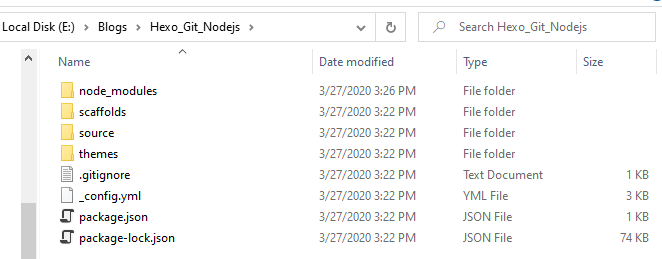 Local Disk (E:) > Blogs > Hexo_Git_Nodejs > Search Hexo_Git_Nodejs
Name Date modified Type Size
node_modules 3/27/2020 3:26 PM File folder
scaffolds 3/27/2020 3:22 PM File folder
source 3/27/2020 3:22 PM File folder
themes 3/27/2020 3:22 PM File folder
.gitignore 3/27/2020 3:22 PM Text Document 1 KB
_config.yml 3/27/2020 3:22 PM YML File 3 KB
package.json 3/27/2020 3:22 PM JSON File 1 KB
package-lock.json 3/27/2020 3:22 PM JSON File 74 KB